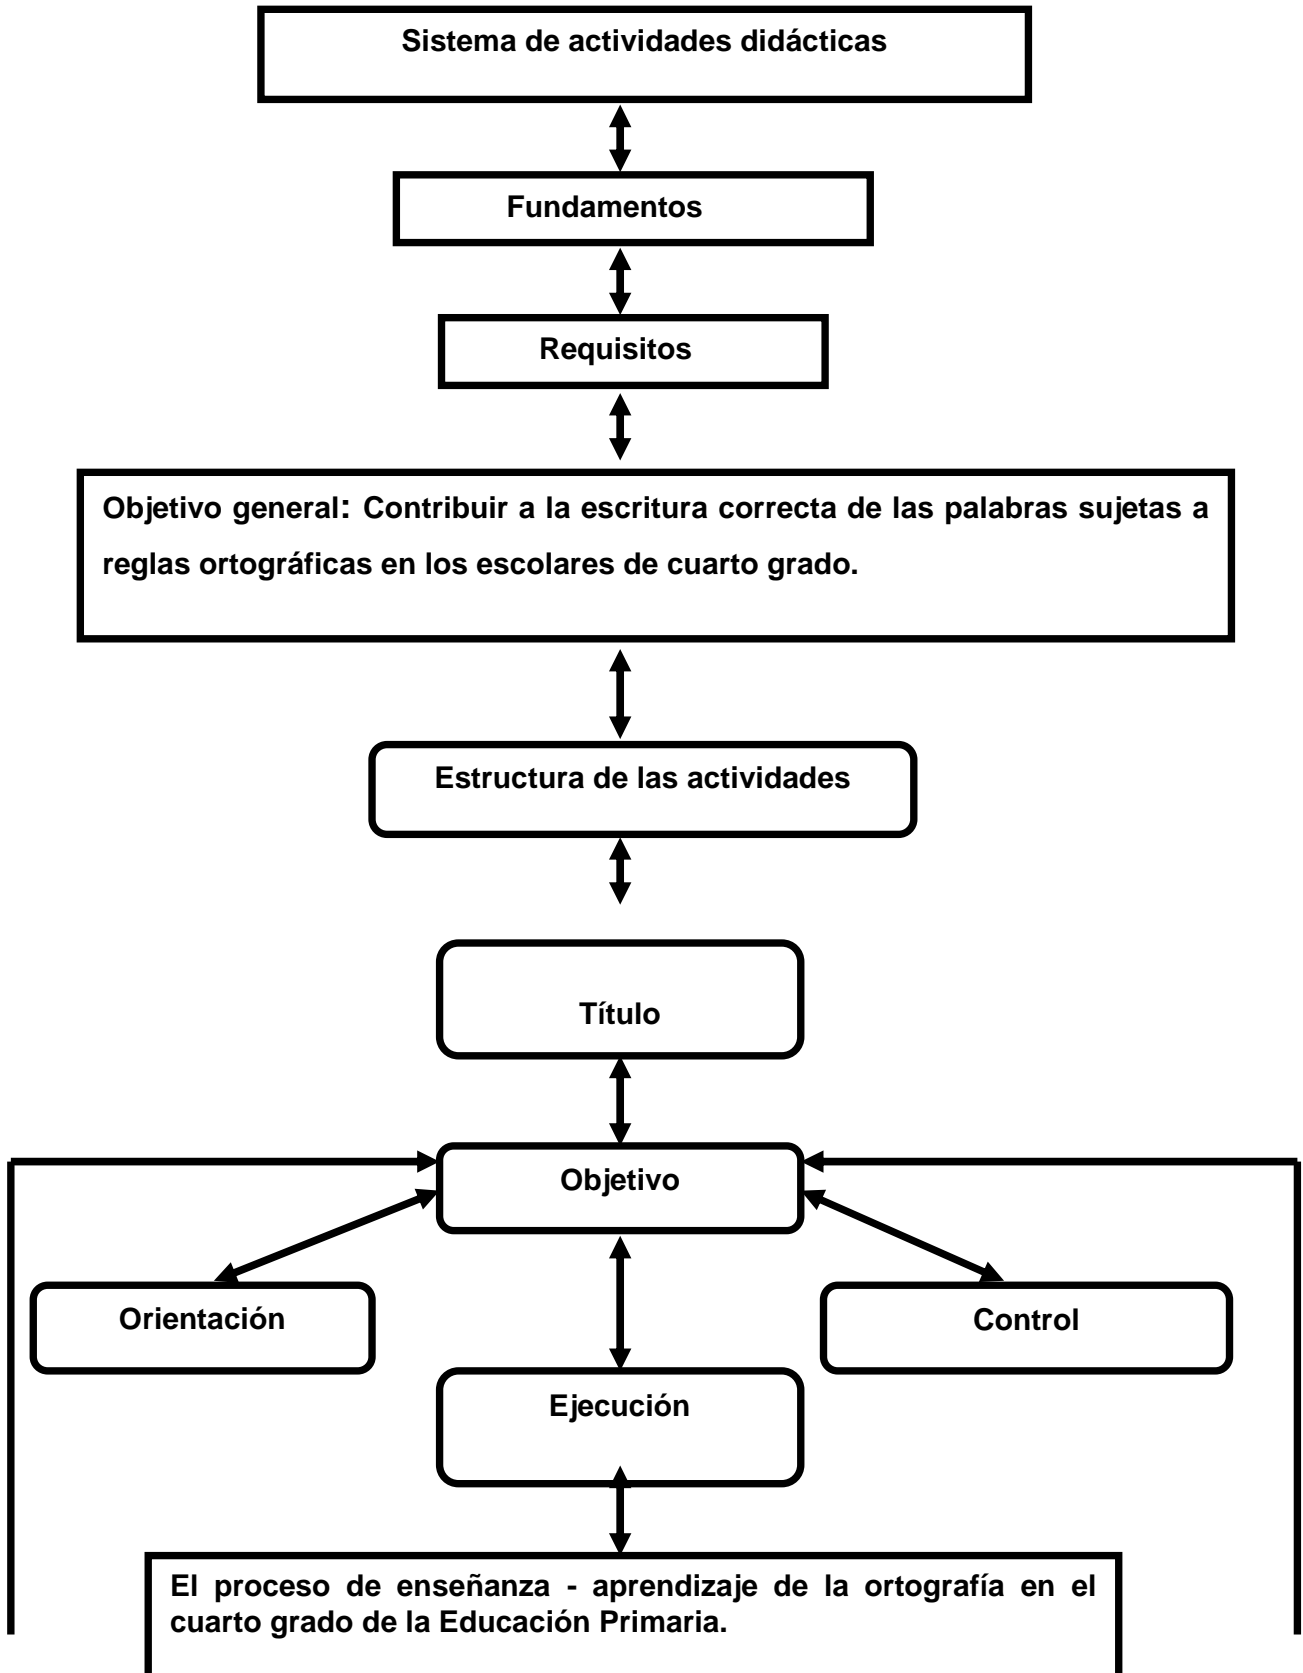 Sistema de actividades didácticas
Fundamentos
Requisitos
Objetivo general: Contribuir a la escritura correcta de las palabras sujetas a
reglas ortográficas en los escolares de cuarto grado.
Estructura de las actividades
Título
Objetivo
Orientación
Control
Ejecución
El proceso de enseñanza - aprendizaje de la ortografía en el
cuarto grado de la Educación Primaria.